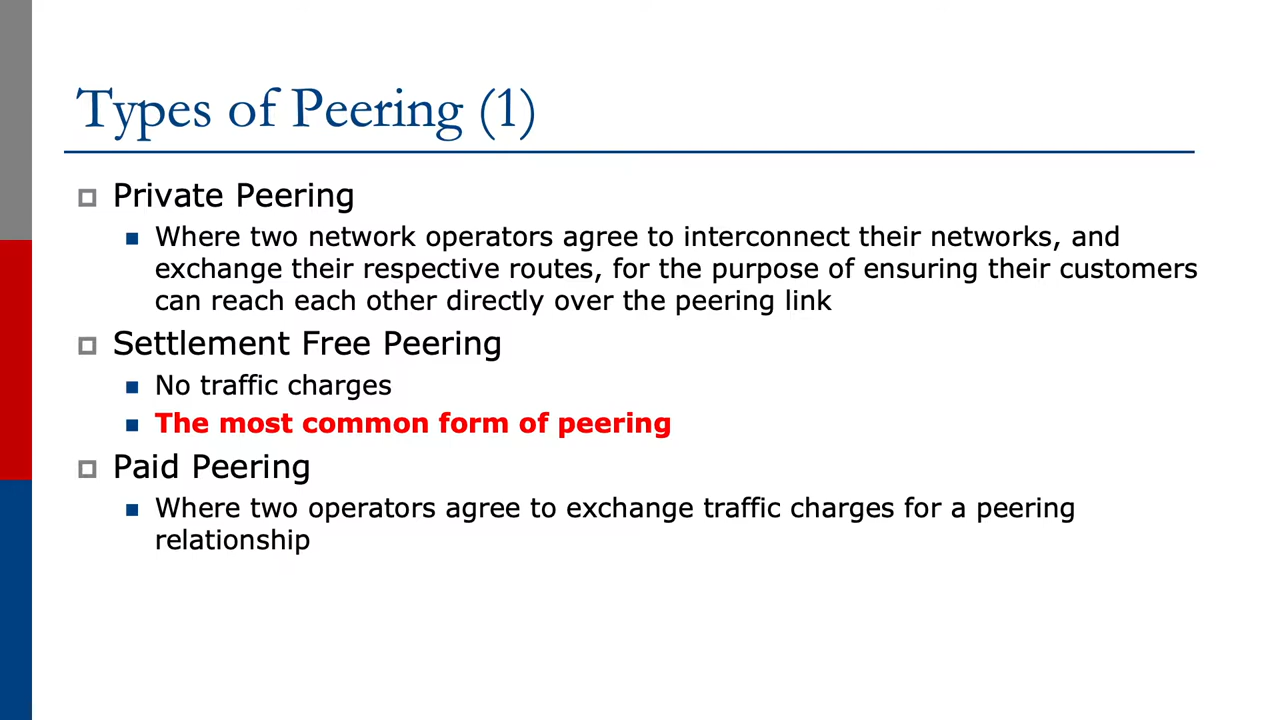 Types of Peering (1)
Private Peering
Where two network operators agree to interconnect their networks, and
exchange their respective routes, for the purpose of ensuring their customers
can reach each other directly over the peering link
Settlement Free Peering
No traffic charges
The most common form of peering
Paid Peering
Where two operators agree to exchange traffic charges for a peering
relationship